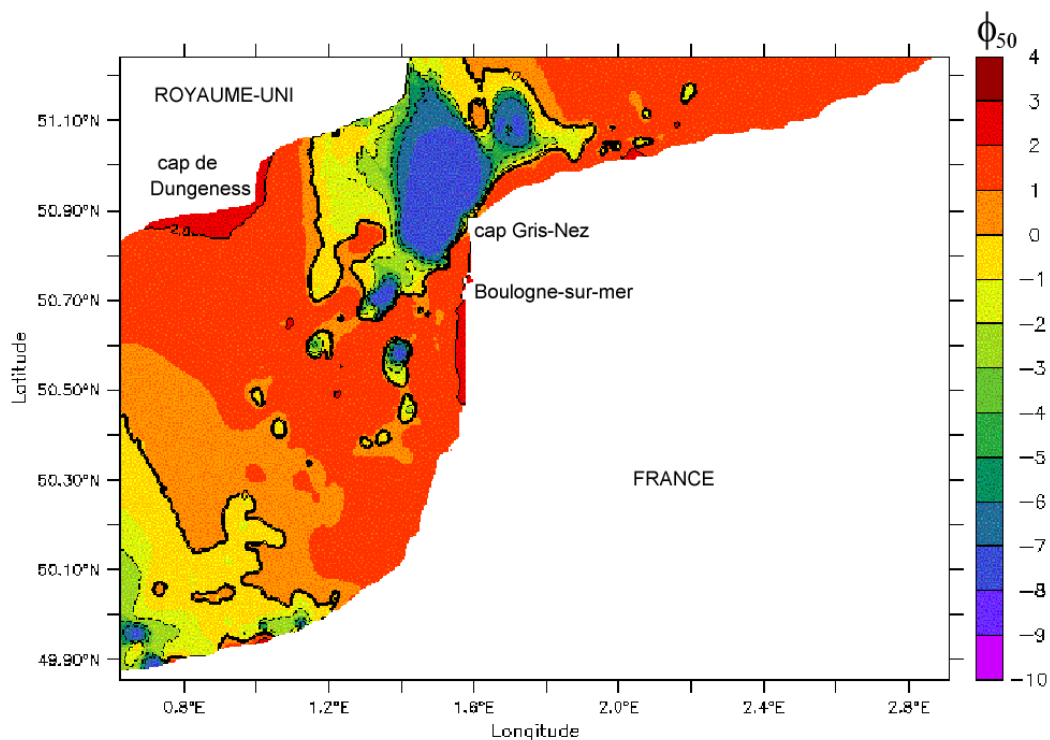 ϕ50
4
3
2
1
0
−1
−2
−3
−4
−5
−6
−7
−8
−9
−10
ROYAUME-UNI
cap de
Dungeness
cap Gris-Nez
Boulogne-sur-mer
FRANCE
51.10°N
50.90°N
50.70°N
50.50°N
50.30°N
50.10°N
49.90°N
Latitude
0.8°E 1.2°E 1.6°E 2.0°E 2.4°E 2.8°E
Longitude